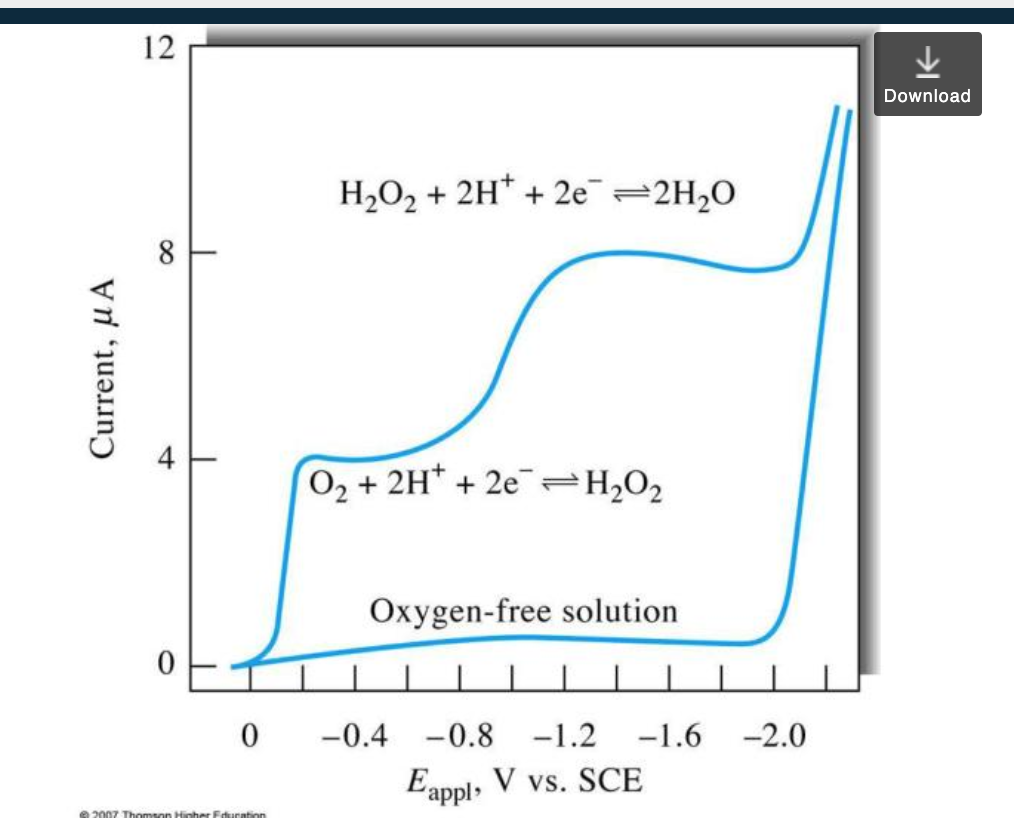 12
Download
H₂O₂ + 2H⁺ + 2e⁻ ⇌ 2H₂O
8
Current, μA
4
O₂ + 2H⁺ + 2e⁻ ⇌ H₂O₂
Oxygen-free solution
0
0 −0.4 −0.8 −1.2 −1.6 −2.0
E appl, V vs. SCE
© 2007 Thomson Higher Education